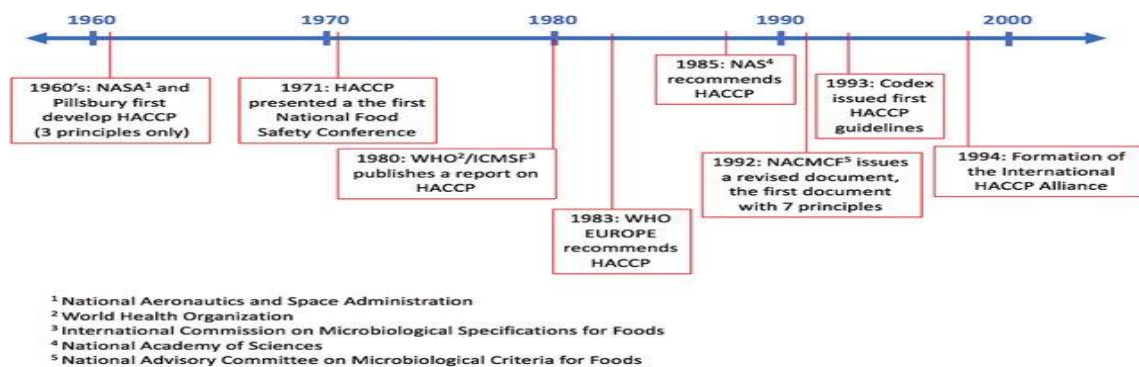 1960
1970
1980
1990
2000
1960's: NASA¹ and
Pillsbury first
develop HACCP
(3 principles only)
1971: HACCP
presented a the first
National Food
Safety Conference
1980: WHO²/ICMSF³
publishes a report on
HACCP
1983: WHO
EUROPE
recommends
HACCP
1985: NAS⁴
recommends
HACCP
1992: NACMCF⁵ issues
a revised document,
the first document
with 7 principles
1993: Codex
issued first
HACCP
guidelines
1994: Formation of
the International
HACCP Alliance
¹ National Aeronautics and Space Administration
² World Health Organization
³ International Commission on Microbiological Specifications for Foods
⁴ National Academy of Sciences
⁵ National Advisory Committee on Microbiological Criteria for Foods